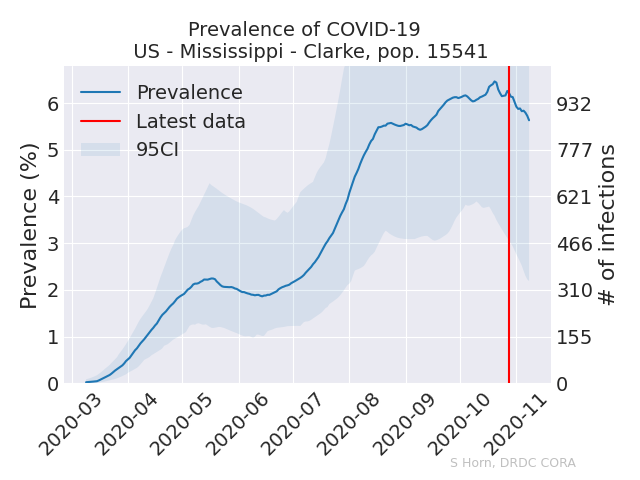 Prevalence of COVID-19
US - Mississippi - Clarke, pop. 15541
Prevalence
Latest data
95CI
Prevalence (%)
6
5
4
3
2
1
0
932
777
621
466
310
155
0
# of infections
2020-03
2020-04
2020-05
2020-06
2020-07
2020-08
2020-09
2020-10
2020-11
S Horn, DRDC CORA